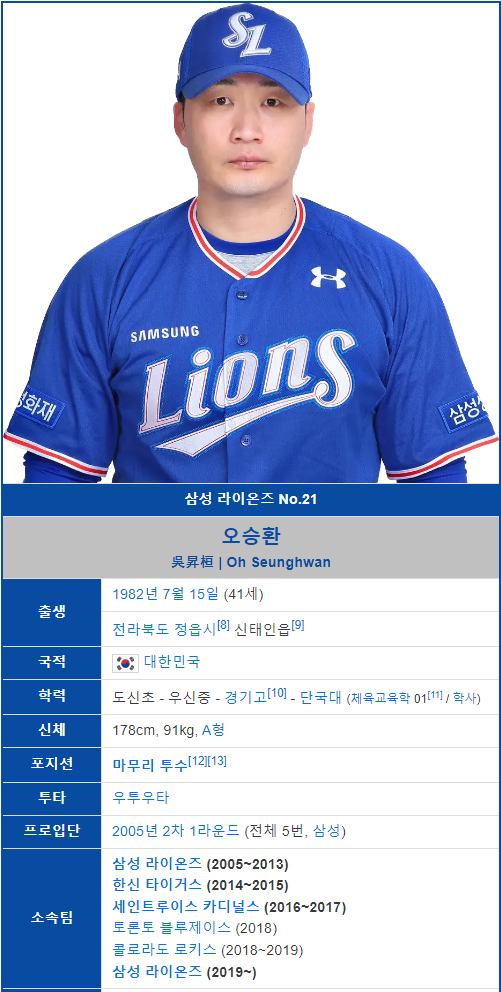 SL
SAMSUNG
Lions
화재
삼성
삼성 라이온즈 No.21
오승환
吳昇桓 | Oh Seunghwan
출생
1982년 7월 15일 (41세)
전라북도 정읍시[8] 신태인읍[9]
국적
대한민국
학력
도신초 - 우신중 - 경기고[10] - 단국대 (체육교육학 01[11] / 학사)
신체
178cm, 91kg, A형
포지션
마무리 투수[12][13]
투타
우투우타
프로입단
2005년 2차 1라운드 (전체 5번, 삼성)
소속팀
삼성 라이온즈 (2005~2013)
한신 타이거스 (2014~2015)
세인트루이스 카디널스 (2016~2017)
토론토 블루제이스 (2018)
콜로라도 로키스 (2018~2019)
삼성 라이온즈 (2019~)